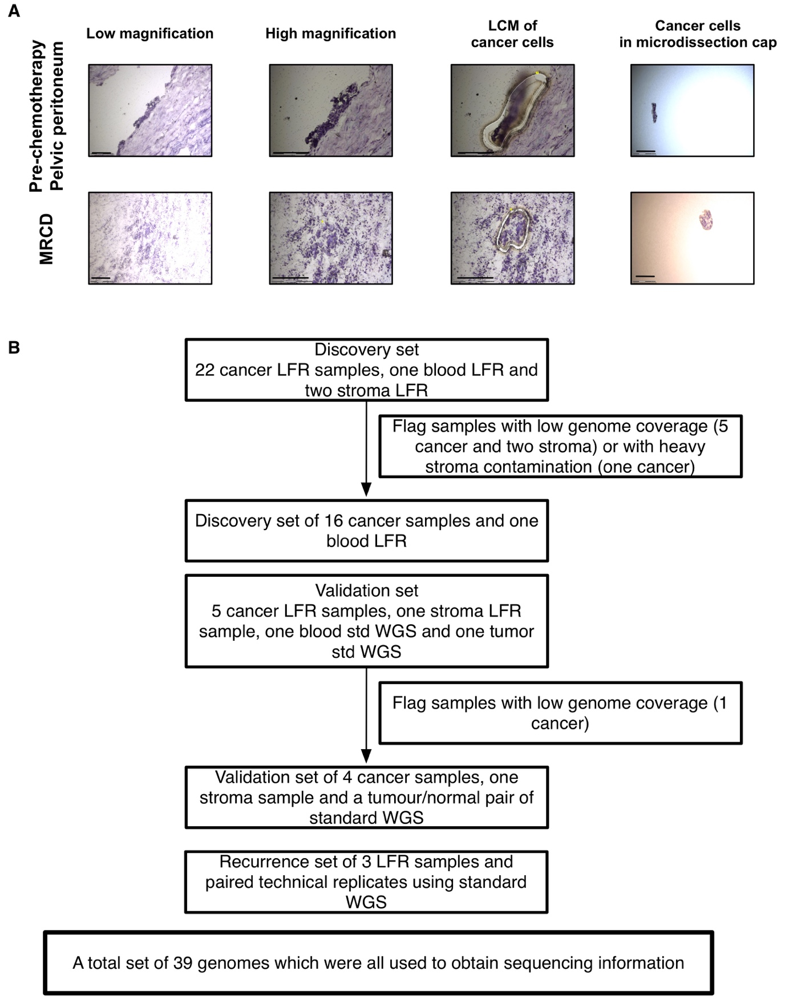 A
Low magnification
High magnification
LCM of
cancer cells
Cancer cells
in microdissection cap
Pre-chemotherapy
Pelvic peritoneum
MRCD
B
Discovery set
22 cancer LFR samples, one blood LFR and
two stroma LFR
Flag samples with low genome coverage (5
cancer and two stroma) or with heavy
stroma contamination (one cancer)
Discovery set of 16 cancer samples and one
blood LFR
Validation set
5 cancer LFR samples, one stroma LFR
sample, one blood std WGS and one tumor
std WGS
Flag samples with low genome coverage (1
cancer)
Validation set of 4 cancer samples, one
stroma sample and a tumour/normal pair of
standard WGS
Recurrence set of 3 LFR samples and
paired technical replicates using standard
WGS
A total set of 39 genomes which were all used to obtain sequencing information